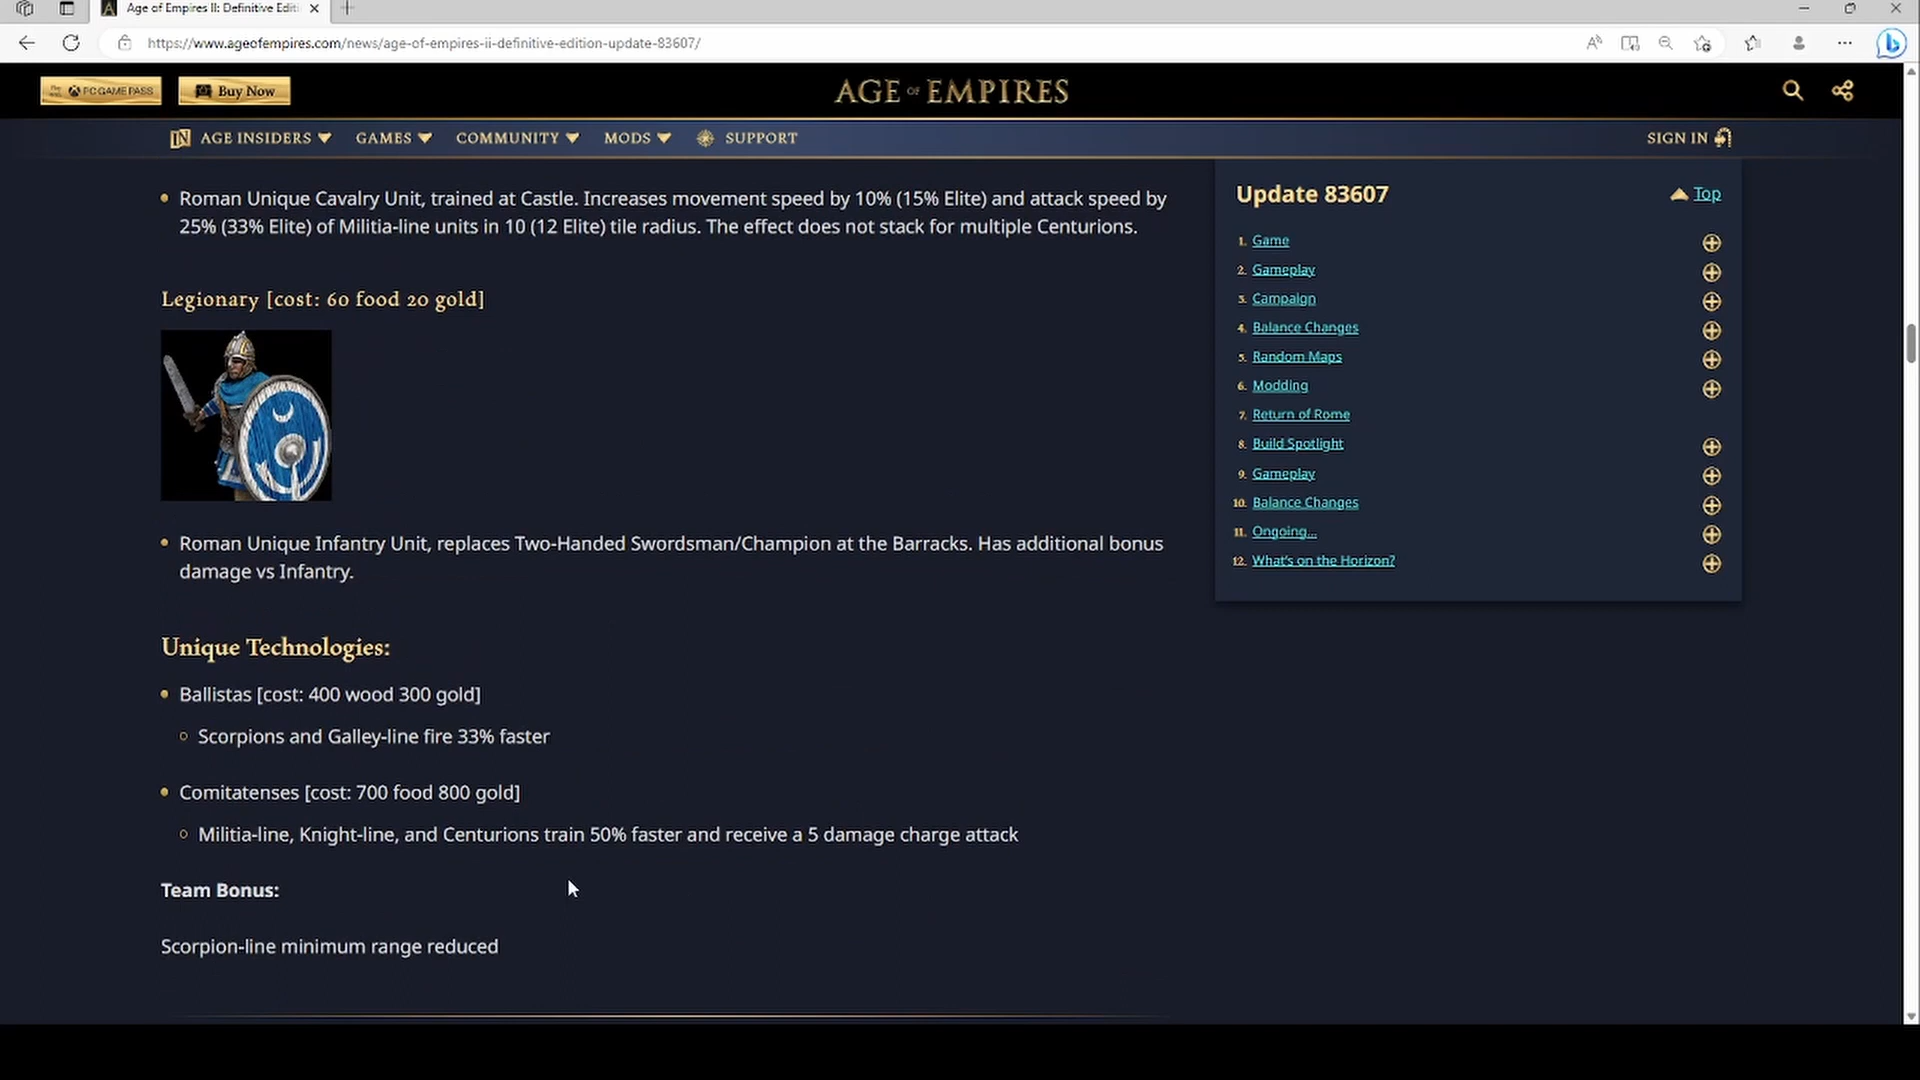 Age of Empires II: Definitive Editi
https://www.ageofempires.com/news/age-of-empires-ii-definitive-edition-update-83607/
PC GAME PASS
Buy Now
AGE OF EMPIRES
AGE INSIDERS
GAMES
COMMUNITY
MODS
SUPPORT
SIGN IN
Roman Unique Cavalry Unit, trained at Castle. Increases movement speed by 10% (15% Elite) and attack speed by
25% (33% Elite) of Militia-line units in 10 (12 Elite) tile radius. The effect does not stack for multiple Centurions.
Legionary [cost: 60 food 20 gold]
Roman Unique Infantry Unit, replaces Two-Handed Swordsman/Champion at the Barracks. Has additional bonus
damage vs Infantry.
Unique Technologies:
Ballistas [cost: 400 wood 300 gold]
Scorpions and Galley-line fire 33% faster
Comitatenses [cost: 700 food 800 gold]
Militia-line, Knight-line, and Centurions train 50% faster and receive a 5 damage charge attack
Team Bonus:
Scorpion-line minimum range reduced
Update 83607
Top
1. Game
2. Gameplay
3. Campaign
4. Balance Changes
5. Random Maps
6. Modding
7. Return of Rome
8. Build Spotlight
9. Gameplay
10. Balance Changes
11. Ongoing...
12. What's on the Horizon?